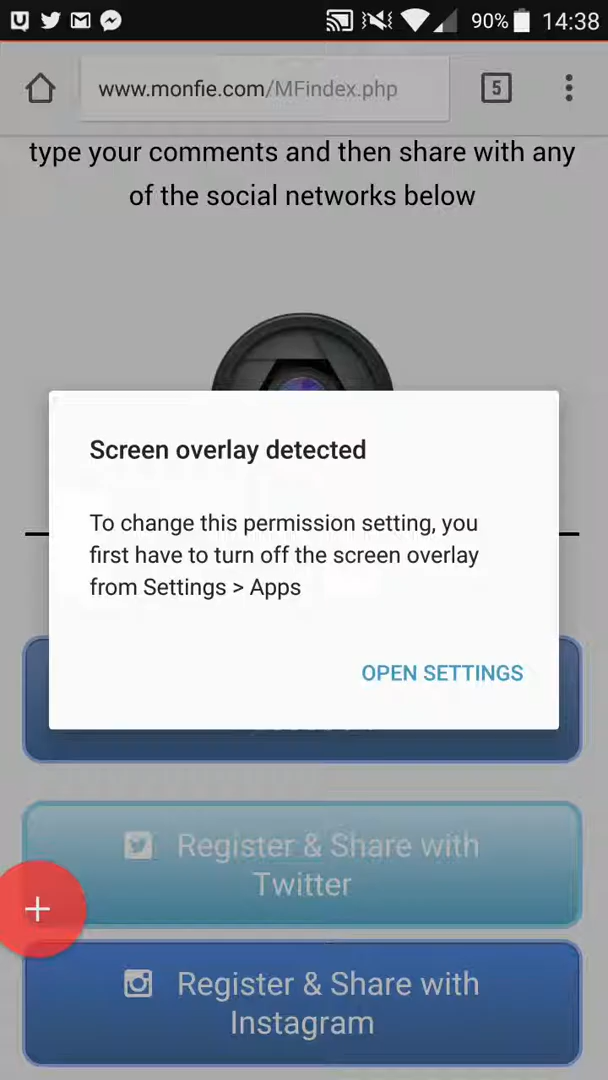 90% 14:38
www.monfie.com/MFindex.php 5
type your comments and then share with any
of the social networks below
Screen overlay detected
To change this permission setting, you
first have to turn off the screen overlay
from Settings > Apps
OPEN SETTINGS
Register & Share with
Twitter
+
Register & Share with
Instagram